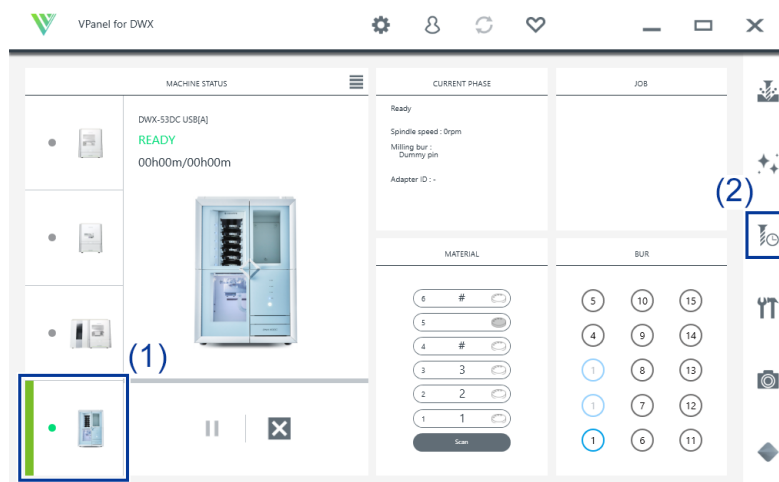 VPanel for DWX
MACHINE STATUS
DWX-53DC USB[A]
READY
00h00m/00h00m
(1)
CURRENT PHASE
Ready
Spindle speed : 0rpm
Milling bur :
Dummy pin
Adapter ID : -
JOB
(2)
MATERIAL
6 #
5
4 #
3 3
2 2
1 1
Scan
BUR
5 10 15
4 9 14
1 8 13
1 7 12
1 6 11